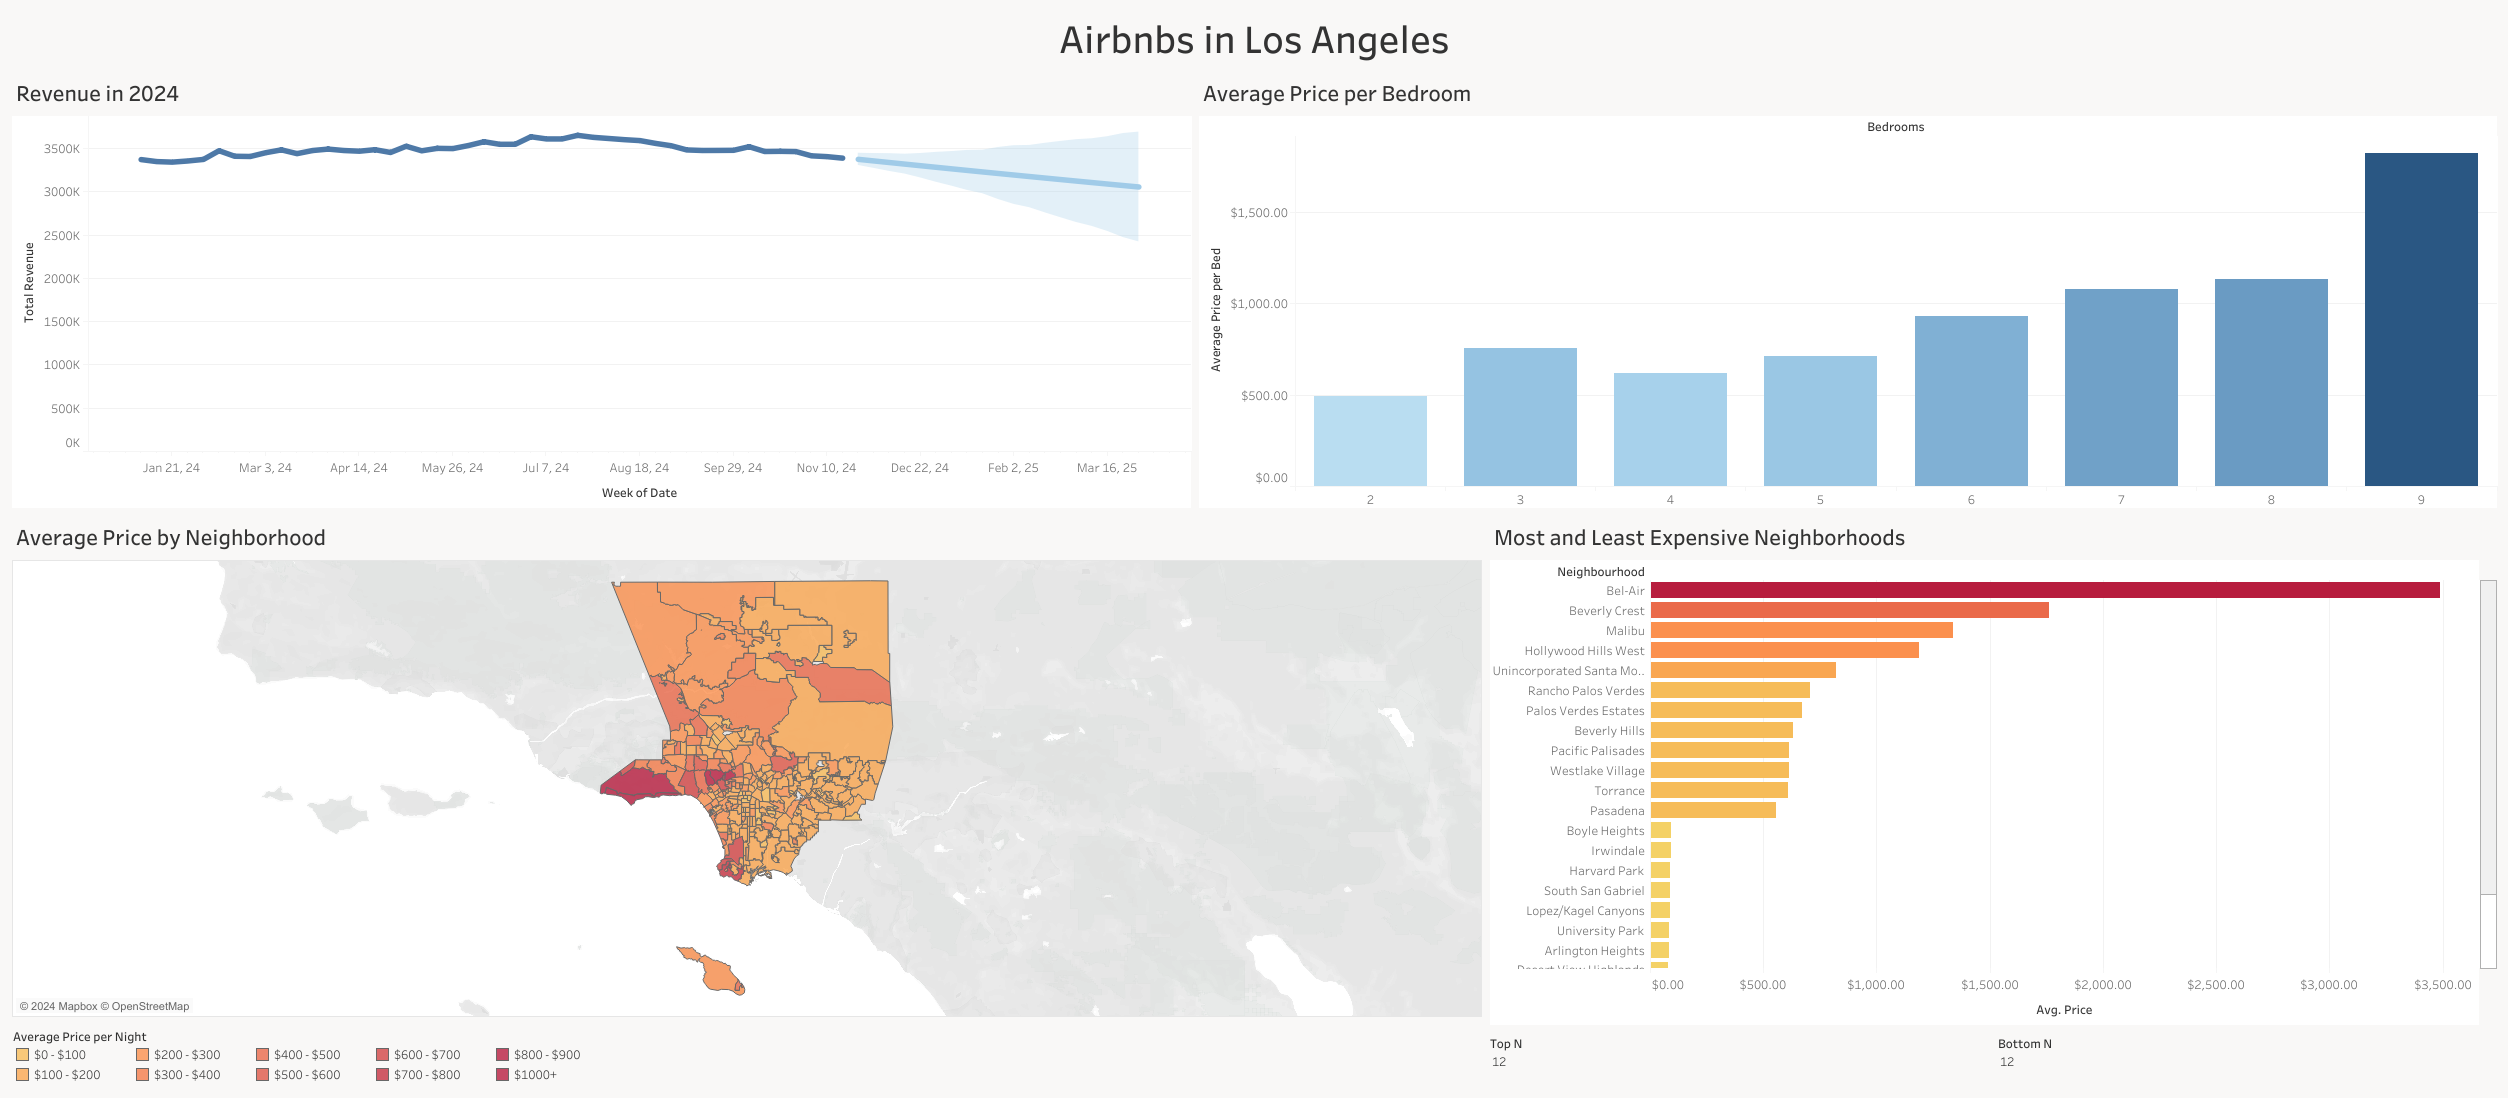 Airbnbs in Los Angeles
Revenue in 2024
3500K
3000K
2500K
2000K
1500K
1000K
500K
0K
Total Revenue
Jan 21, 24 Mar 3, 24 Apr 14, 24 May 26, 24 Jul 7, 24 Aug 18, 24 Sep 29, 24 Nov 10, 24 Dec 22, 24 Feb 2, 25 Mar 16, 25
Week of Date
Average Price per Bedroom
Bedrooms
$1,500.00
$1,000.00
$500.00
$0.00
Average Price per Bed
2 3 4 5 6 7 8 9
Average Price by Neighborhood
© 2024 Mapbox © OpenStreetMap
Average Price per Night
$0 - $100 $200 - $300 $400 - $500 $600 - $700 $800 - $900
$100 - $200 $300 - $400 $500 - $600 $700 - $800 $1000+
Most and Least Expensive Neighborhoods
Neighbourhood
Bel-Air
Beverly Crest
Malibu
Hollywood Hills West
Unincorporated Santa Mo..
Rancho Palos Verdes
Palos Verdes Estates
Beverly Hills
Pacific Palisades
Westlake Village
Torrance
Pasadena
Boyle Heights
Irwindale
Harvard Park
South San Gabriel
Lopez/Kagel Canyons
University Park
Arlington Heights
Desert View Highlands
$0.00 $500.00 $1,000.00 $1,500.00 $2,000.00 $2,500.00 $3,000.00 $3,500.00
Avg. Price
Top N Bottom N
12 12